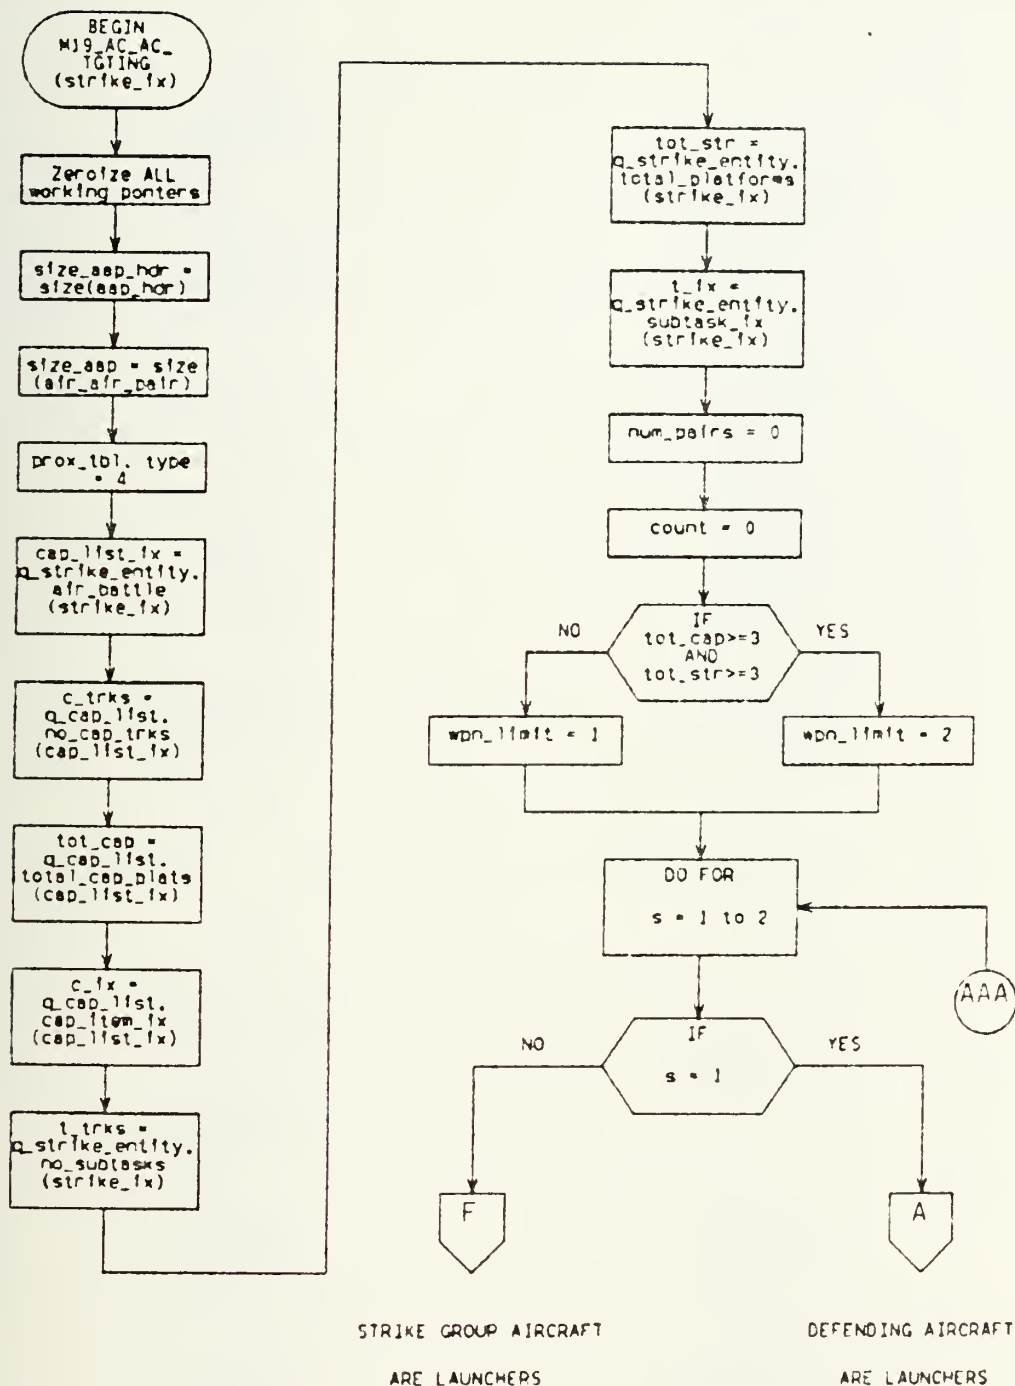 BEGIN
M19_AC_AC_
TGTING
(strike_ix)
Zeroize ALL
working ponters
size_aap_hdr =
size(aap_hdr)
size_aap = size
(air_air_pair)
prox_tbl. type
= 4
cap_list_ix =
q_strike_entity.
air_battle
(strike_ix)
c_trks =
q_cap_list.
no_cap_trks
(cap_list_ix)
tot_cap =
q_cap_list.
total_cap_plats
(cap_list_ix)
c_ix =
q_cap_list.
cap_item_ix
(cap_list_ix)
t_trks =
q_strike_entity.
no_subtasks
(strike_ix)
tot_str =
q_strike_entity.
total_platforms
(strike_ix)
t_ix =
q_strike_entity.
subtask_ix
(strike_ix)
num_pairs = 0
count = 0
IF
tot_cap>=3
AND
tot_str>=3
NO
YES
wpn_limit = 1
wpn_limit = 2
DO FOR
s = 1 to 2
AAA
IF
s = 1
NO
YES
F
A
STRIKE GROUP AIRCRAFT
ARE LAUNCHERS
DEFENDING AIRCRAFT
ARE LAUNCHERS